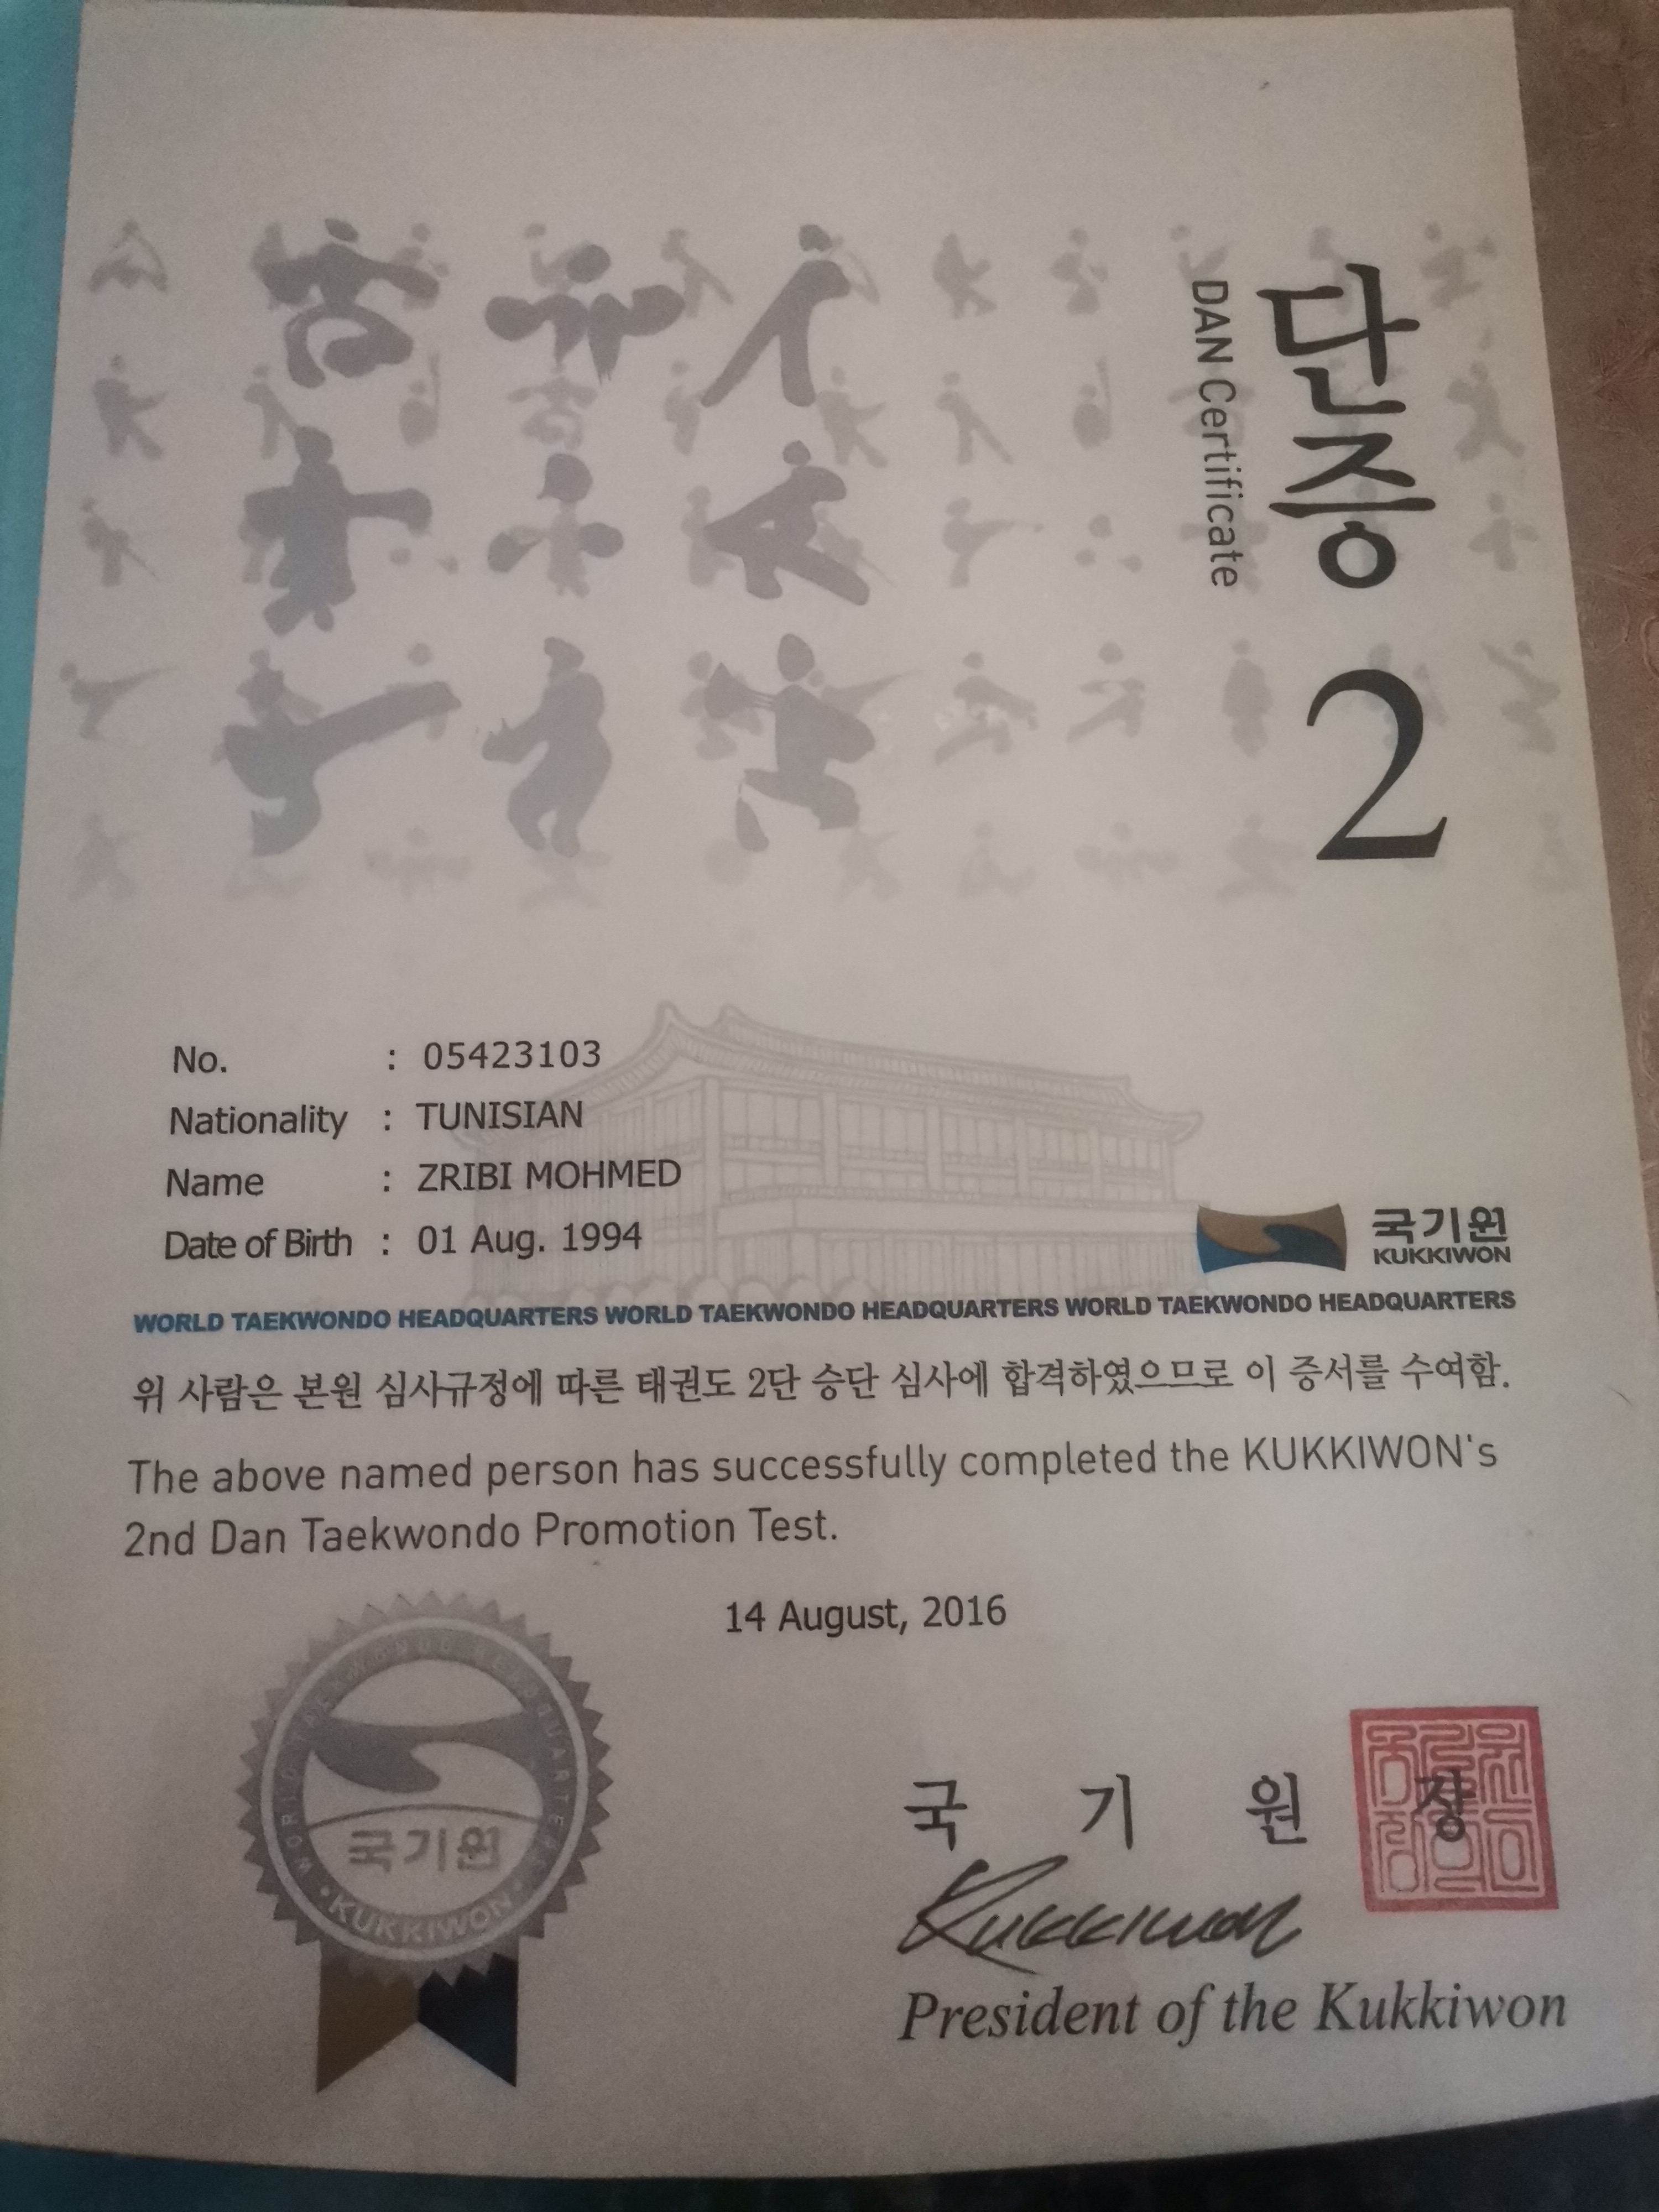 단증 2
DAN Certificate
No. : 05423103
Nationality : TUNISIAN
Name : ZRIBI MOHMED
Date of Birth : 01 Aug. 1994
국기원
KUKKIWON
WORLD TAEKWONDO HEADQUARTERS WORLD TAEKWONDO HEADQUARTERS WORLD TAEKWONDO HEADQUARTERS
위 사람은 본원 심사규정에 따른 태권도 2단 승단 심사에 합격하였으므로 이 증서를 수여함.
The above named person has successfully completed the KUKKIWON's
2nd Dan Taekwondo Promotion Test.
14 August, 2016
WORLD TAEKWONDO HEADQUARTERS
국기원
KUKKIWON
국 기 원 장
Kukkiwon
President of the Kukkiwon